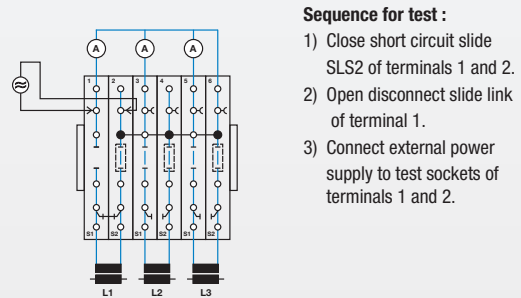 A A A
1 2 3 4 5 6
S1 S2 S1 S2 S1 S2
L1 L2 L3
Sequence for test :
1) Close short circuit slide
SLS2 of terminals 1 and 2.
2) Open disconnect slide link
of terminal 1.
3) Connect external power
supply to test sockets of
terminals 1 and 2.